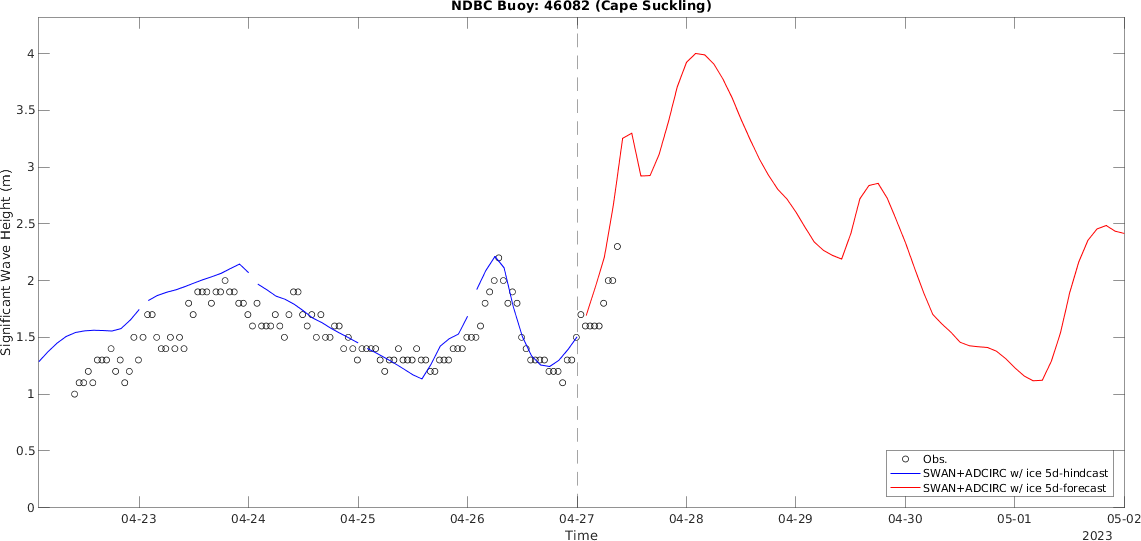 NDBC Buoy: 46082 (Cape Suckling)
Significant Wave Height (m)
4
3.5
3
2.5
2
1.5
1
0.5
0
Obs.
SWAN+ADCIRC w/ ice 5d-hindcast
SWAN+ADCIRC w/ ice 5d-forecast
04-23 04-24 04-25 04-26 04-27 04-28 04-29 04-30 05-01 05-02
Time
2023